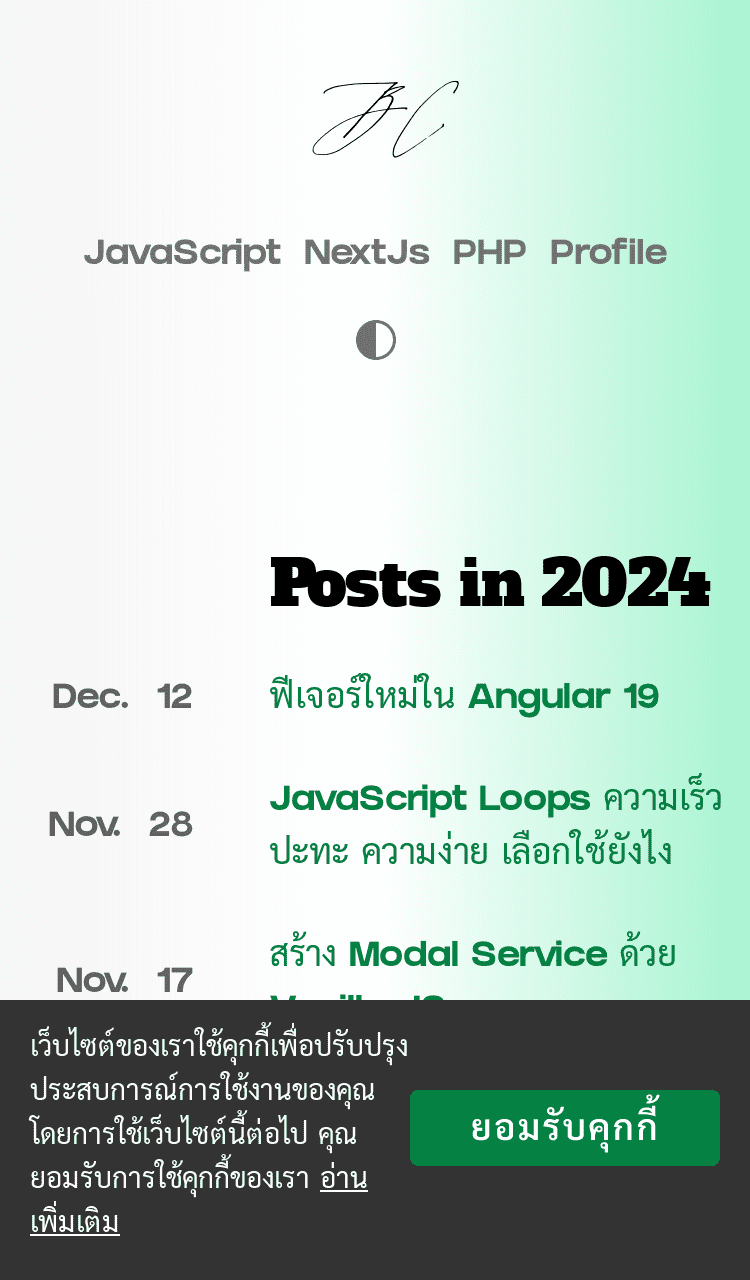 JavaScript NextJs PHP Profile
Posts in 2024
Dec. 12 ฟีเจอร์ใหม่ใน Angular 19
Nov. 28 JavaScript Loops ความเร็ว
ปะทะ ความง่าย เลือกใช้ยังไง
Nov. 17 สร้าง Modal Service ด้วย
เว็บไซต์ของเราใช้คุกกี้เพื่อปรับปรุง
ประสบการณ์การใช้งานของคุณ
โดยการใช้เว็บไซต์นี้ต่อไป คุณ
ยอมรับการใช้คุกกี้ของเรา อ่าน
เพิ่มเติม
ยอมรับคุกกี้